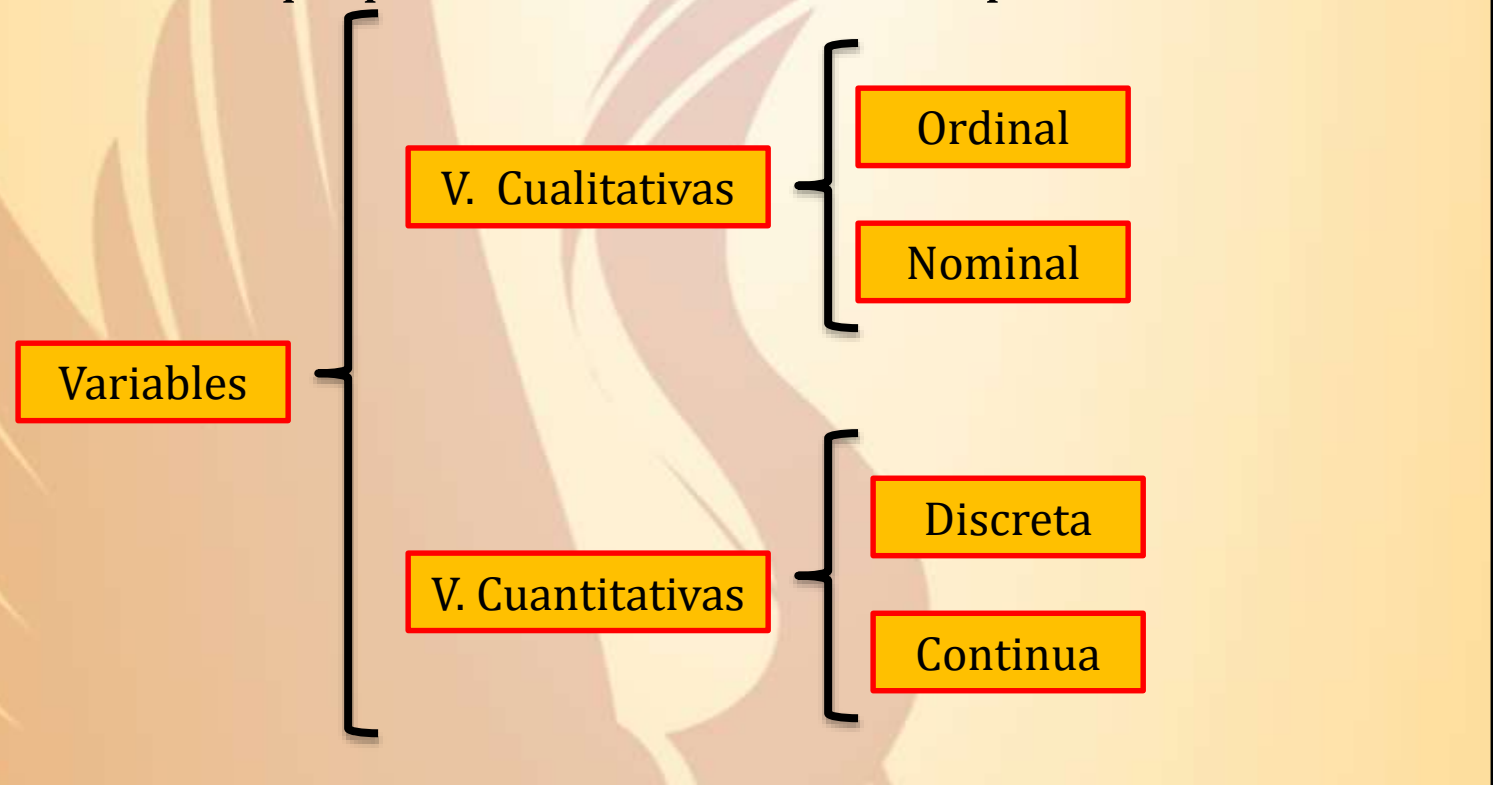 Variables
V. Cualitativas
Ordinal
Nominal
V. Cuantitativas
Discreta
Continua